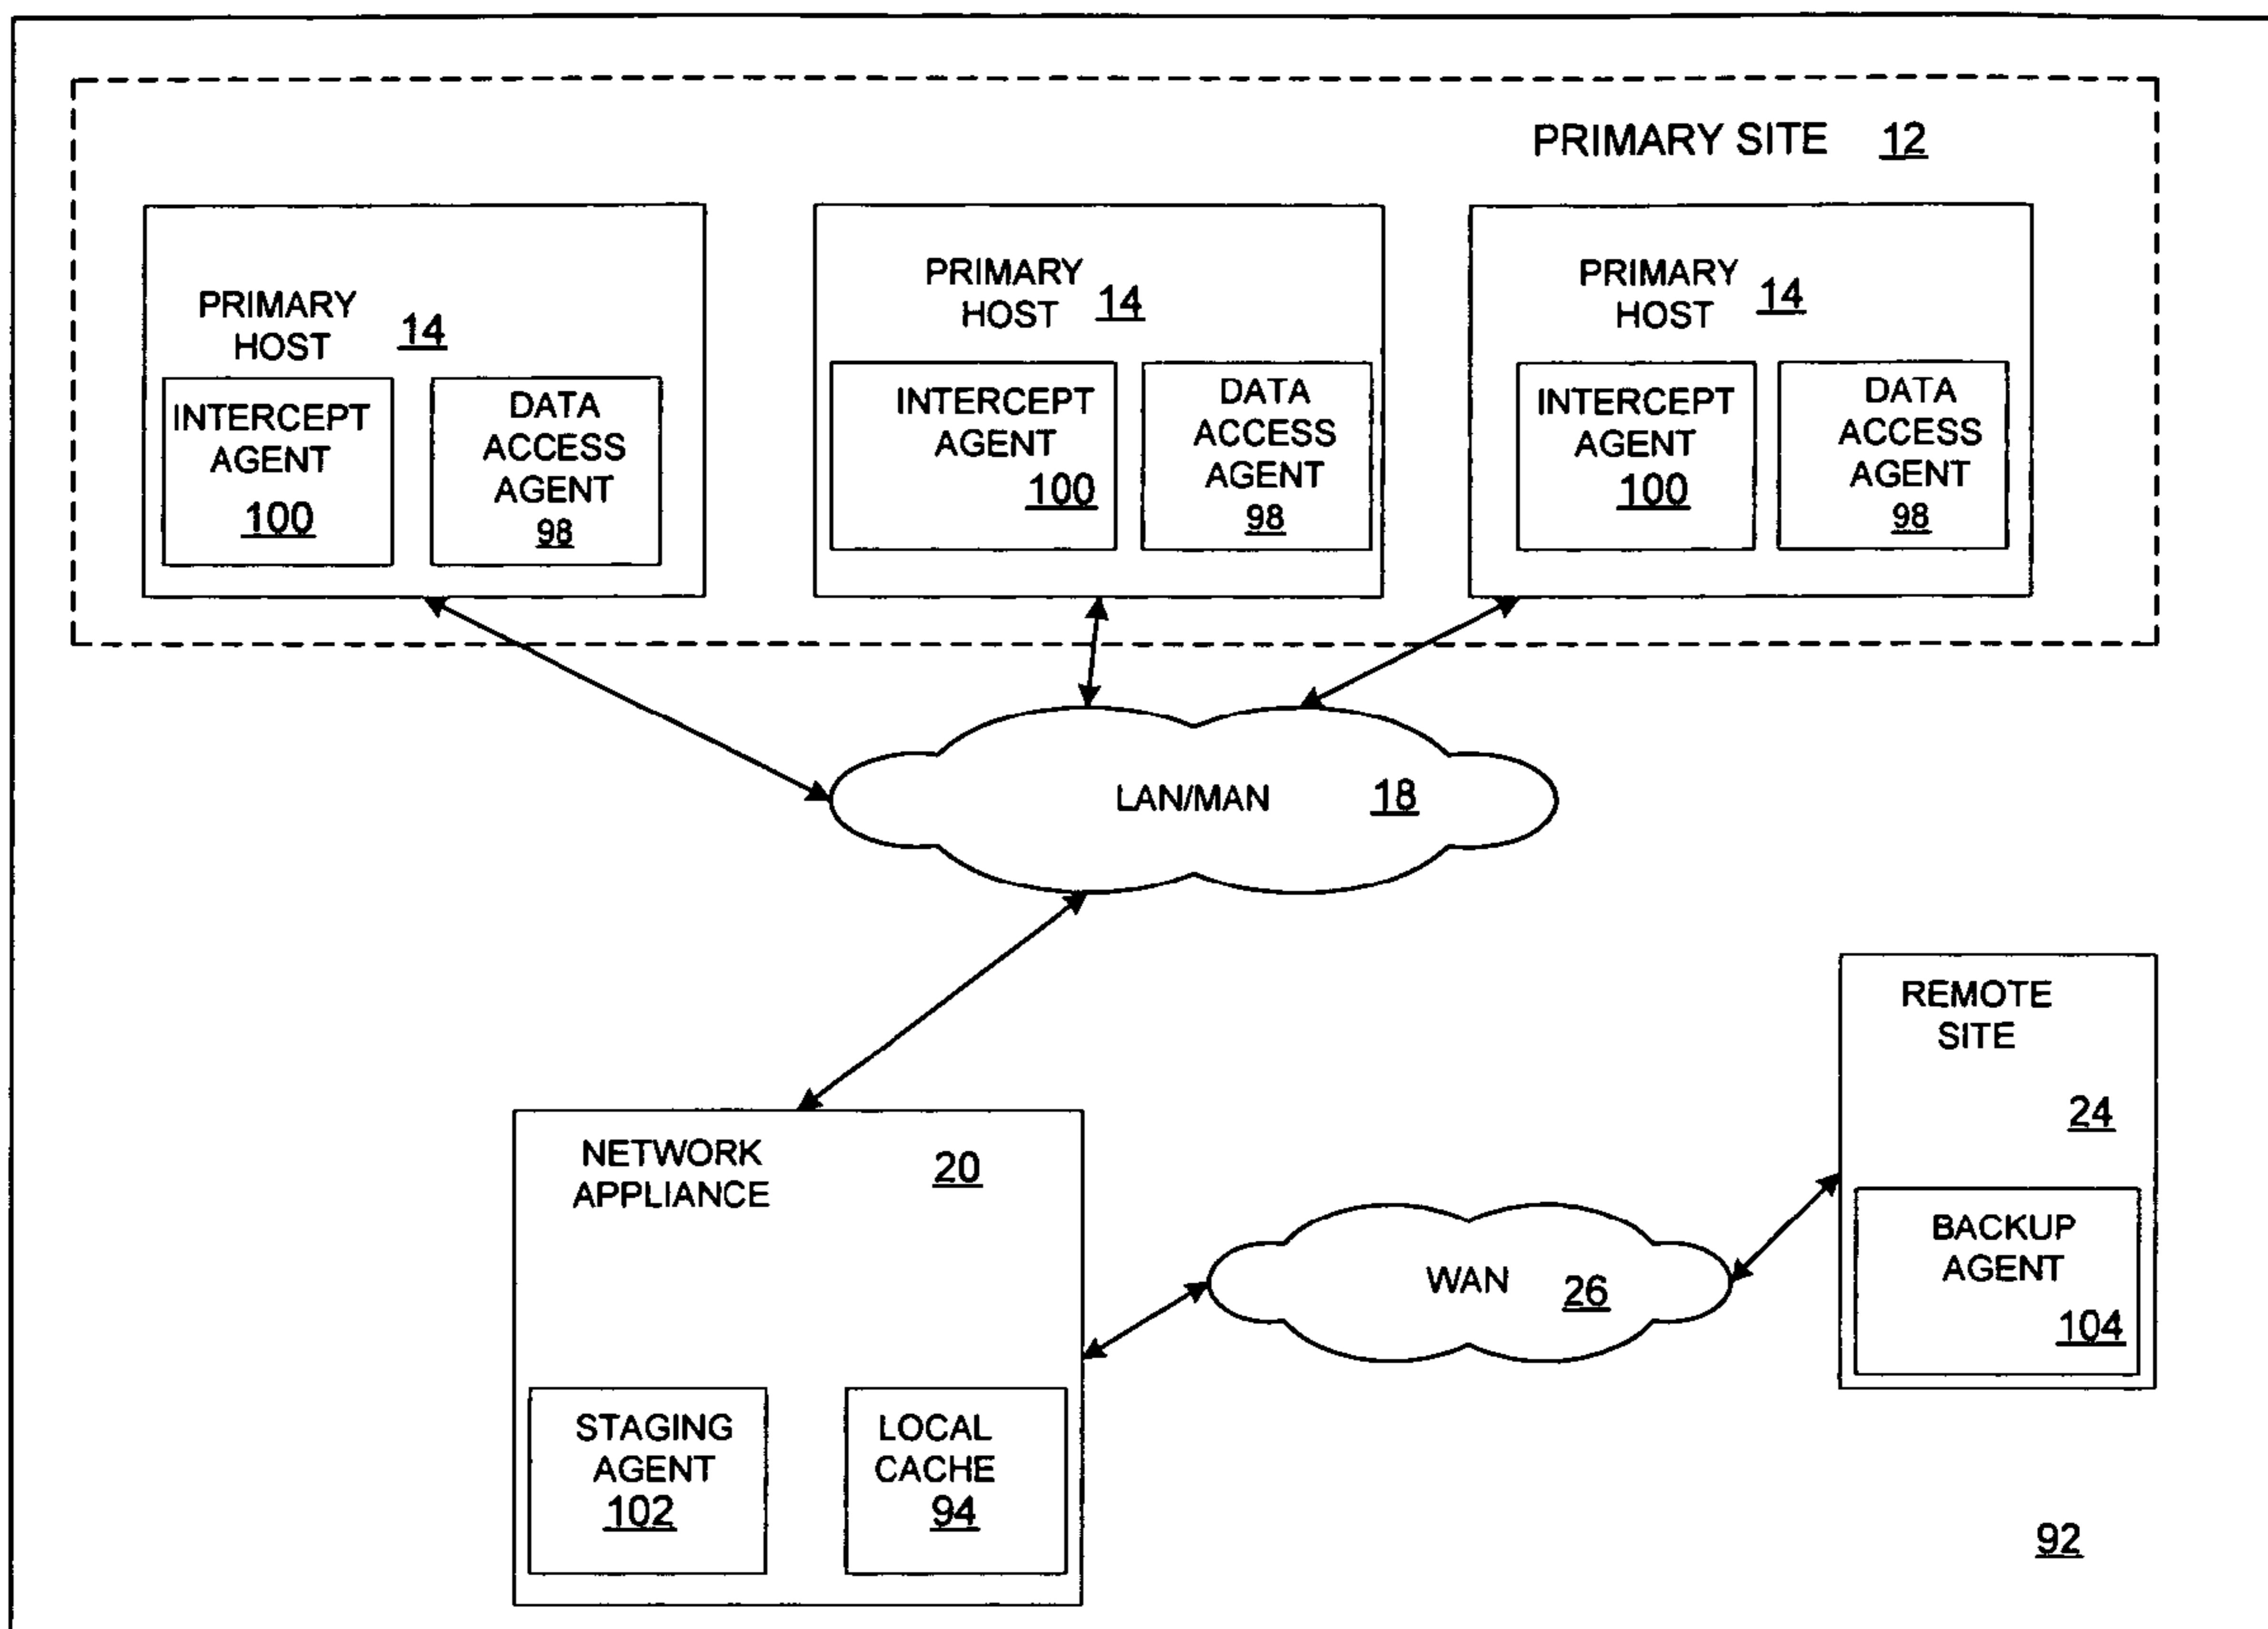 PRIMARY SITE 12
PRIMARY
HOST 14
INTERCEPT
AGENT
100
DATA
ACCESS
AGENT
98
PRIMARY
HOST 14
INTERCEPT
AGENT
100
DATA
ACCESS
AGENT
98
PRIMARY
HOST 14
INTERCEPT
AGENT
100
DATA
ACCESS
AGENT
98
LAN/MAN 18
REMOTE
SITE
24
BACKUP
AGENT
104
NETWORK
APPLIANCE 20
WAN 26
STAGING
AGENT
102
LOCAL
CACHE
94
92